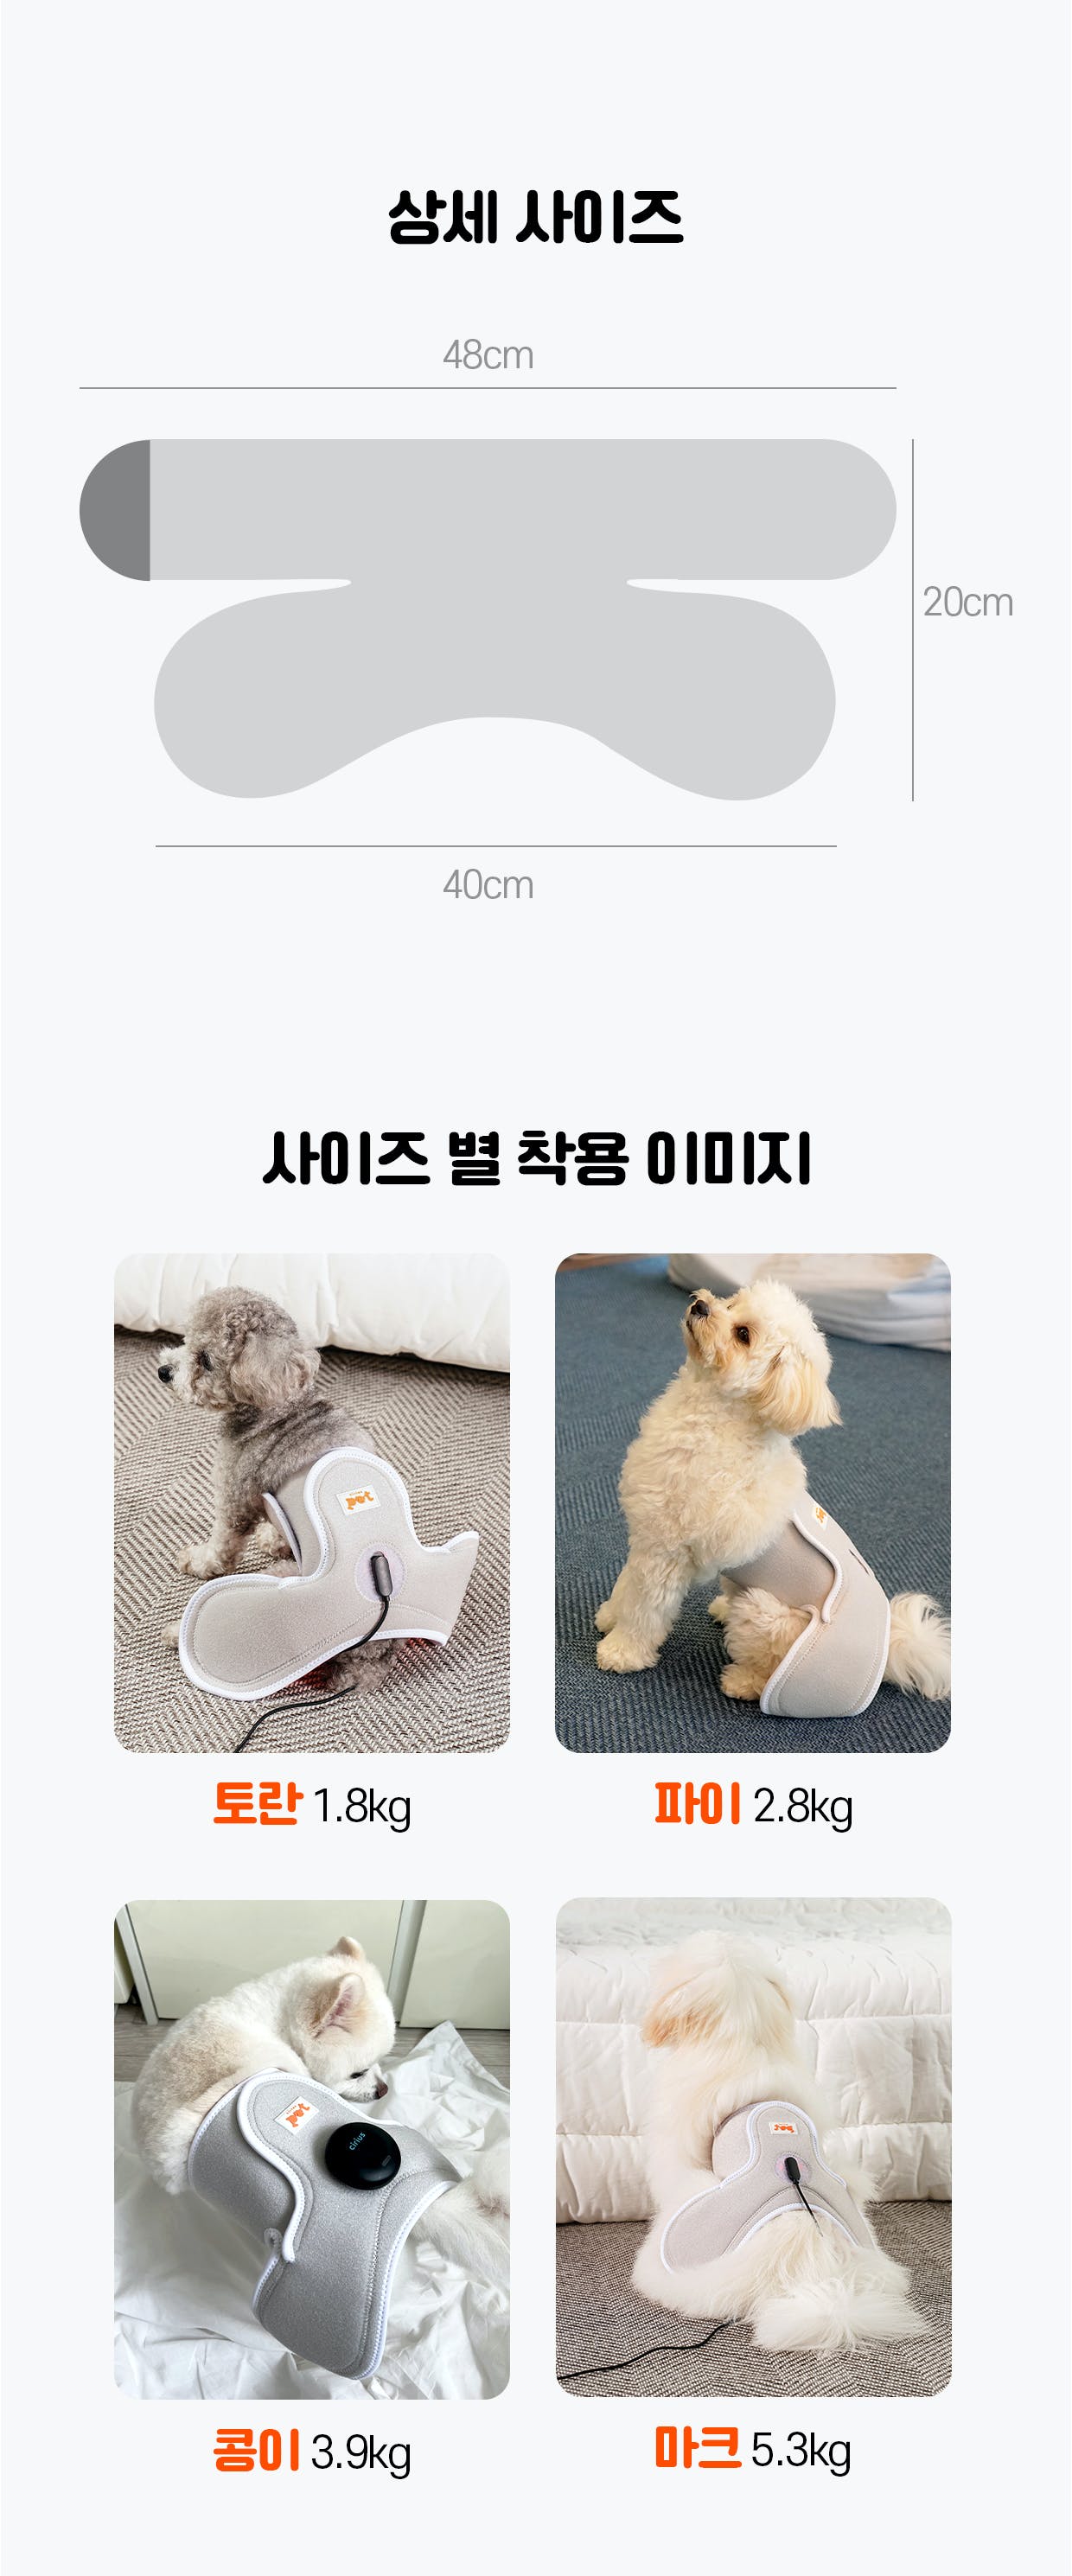 상세 사이즈
48cm
20cm
40cm
사이즈 별 착용 이미지
토란 1.8kg
파이 2.8kg
cirius
콩이 3.9kg
마크 5.3kg